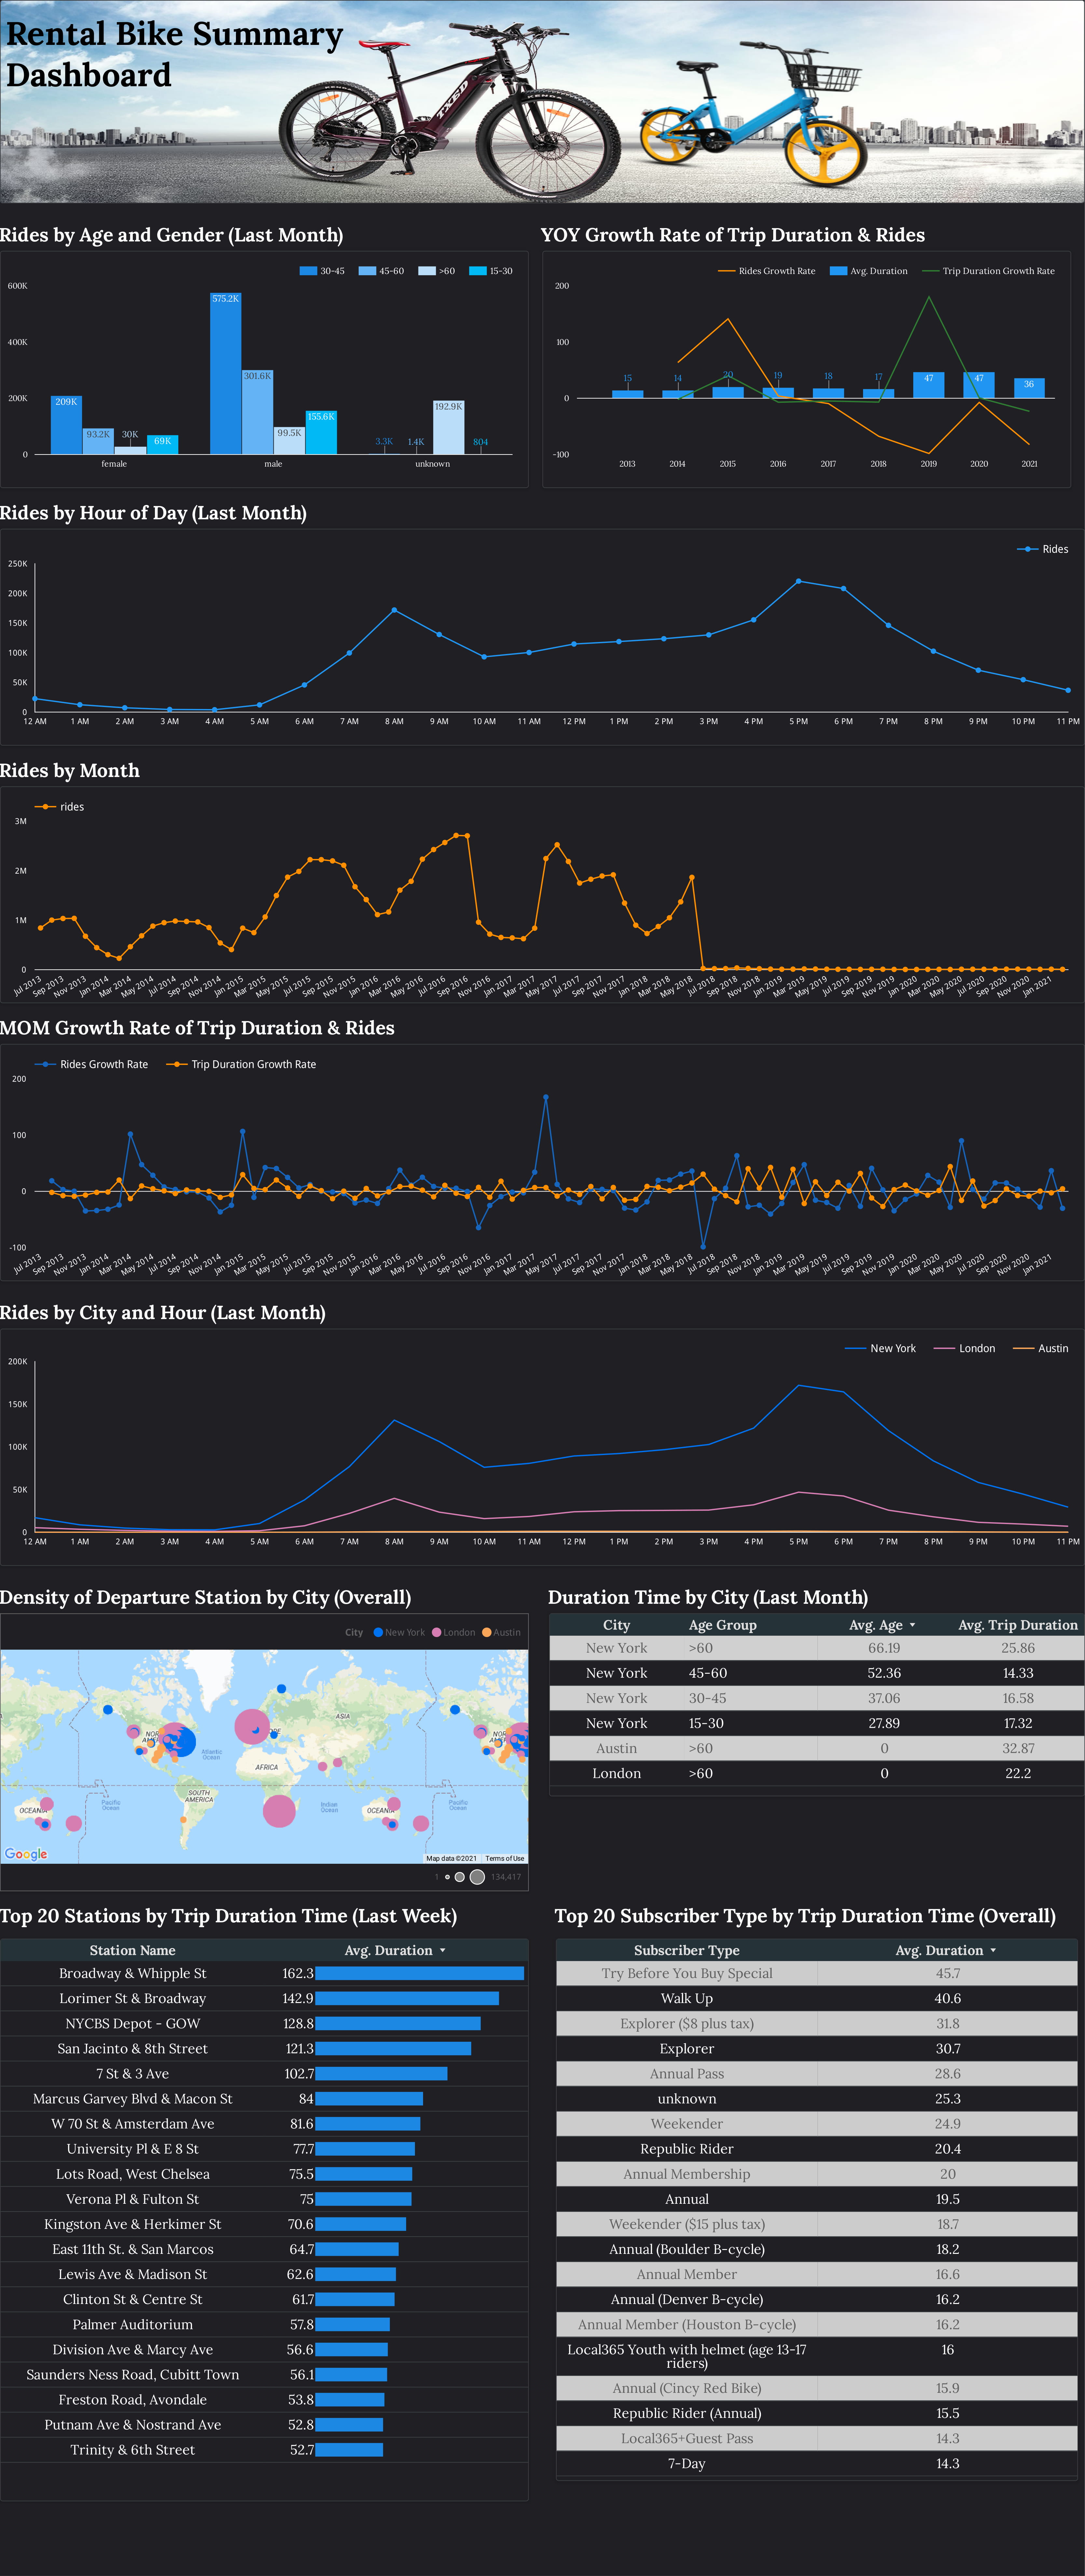 Rental Bike Summary
Dashboard
TXED
Rides by Age and Gender (Last Month)
30-45 45-60 >60 15-30
600K
400K
200K
0
209K 93.2K 30K 69K
575.2K 301.6K 99.5K 155.6K
3.3K 1.4K 192.9K 804
female male unknown
YOY Growth Rate of Trip Duration & Rides
Rides Growth Rate Avg. Duration Trip Duration Growth Rate
200
100
0
-100
15 14 20 19 18 17 47 47 36
2013 2014 2015 2016 2017 2018 2019 2020 2021
Rides by Hour of Day (Last Month)
Rides
250K
200K
150K
100K
50K
0
12 AM 1 AM 2 AM 3 AM 4 AM 5 AM 6 AM 7 AM 8 AM 9 AM 10 AM 11 AM 12 PM 1 PM 2 PM 3 PM 4 PM 5 PM 6 PM 7 PM 8 PM 9 PM 10 PM 11 PM
Rides by Month
rides
3M
2M
1M
0
Jul 2013 Sep 2013 Nov 2013 Jan 2014 Mar 2014 May 2014 Jul 2014 Sep 2014 Nov 2014 Jan 2015 Mar 2015 May 2015 Jul 2015 Sep 2015 Nov 2015 Jan 2016 Mar 2016 May 2016 Jul 2016 Sep 2016 Nov 2016 Jan 2017 Mar 2017 May 2017 Jul 2017 Sep 2017 Nov 2017 Jan 2018 Mar 2018 May 2018 Jul 2018 Sep 2018 Nov 2018 Jan 2019 Mar 2019 May 2019 Jul 2019 Sep 2019 Nov 2019 Jan 2020 Mar 2020 May 2020 Jul 2020 Sep 2020 Nov 2020 Jan 2021
MOM Growth Rate of Trip Duration & Rides
Rides Growth Rate Trip Duration Growth Rate
200
100
0
-100
Jul 2013 Sep 2013 Nov 2013 Jan 2014 Mar 2014 May 2014 Jul 2014 Sep 2014 Nov 2014 Jan 2015 Mar 2015 May 2015 Jul 2015 Sep 2015 Nov 2015 Jan 2016 Mar 2016 May 2016 Jul 2016 Sep 2016 Nov 2016 Jan 2017 Mar 2017 May 2017 Jul 2017 Sep 2017 Nov 2017 Jan 2018 Mar 2018 May 2018 Jul 2018 Sep 2018 Nov 2018 Jan 2019 Mar 2019 May 2019 Jul 2019 Sep 2019 Nov 2019 Jan 2020 Mar 2020 May 2020 Jul 2020 Sep 2020 Nov 2020 Jan 2021
Rides by City and Hour (Last Month)
New York London Austin
200K
150K
100K
50K
0
12 AM 1 AM 2 AM 3 AM 4 AM 5 AM 6 AM 7 AM 8 AM 9 AM 10 AM 11 AM 12 PM 1 PM 2 PM 3 PM 4 PM 5 PM 6 PM 7 PM 8 PM 9 PM 10 PM 11 PM
Density of Departure Station by City (Overall)
City New York London Austin
ASIA
Atlantic
Ocean
AFRICA
SOUTH
AMERICA
Indian
Ocean
OCEANIA
Pacific
Ocean
OCEANIA
Pacific
Ocean
Google
Map data ©2021 Terms of Use
1 134,417
Duration Time by City (Last Month)
City Age Group Avg. Age Avg. Trip Duration
New York >60 66.19 25.86
New York 45-60 52.36 14.33
New York 30-45 37.06 16.58
New York 15-30 27.89 17.32
Austin >60 0 32.87
London >60 0 22.2
Top 20 Stations by Trip Duration Time (Last Week)
Station Name Avg. Duration
Broadway & Whipple St 162.3
Lorimer St & Broadway 142.9
NYCBS Depot - GOW 128.8
San Jacinto & 8th Street 121.3
7 St & 3 Ave 102.7
Marcus Garvey Blvd & Macon St 84
W 70 St & Amsterdam Ave 81.6
University Pl & E 8 St 77.7
Lots Road, West Chelsea 75.5
Verona Pl & Fulton St 75
Kingston Ave & Herkimer St 70.6
East 11th St. & San Marcos 64.7
Lewis Ave & Madison St 62.6
Clinton St & Centre St 61.7
Palmer Auditorium 57.8
Division Ave & Marcy Ave 56.6
Saunders Ness Road, Cubitt Town 56.1
Freston Road, Avondale 53.8
Putnam Ave & Nostrand Ave 52.8
Trinity & 6th Street 52.7
Top 20 Subscriber Type by Trip Duration Time (Overall)
Subscriber Type Avg. Duration
Try Before You Buy Special 45.7
Walk Up 40.6
Explorer ($8 plus tax) 31.8
Explorer 30.7
Annual Pass 28.6
unknown 25.3
Weekender 24.9
Republic Rider 20.4
Annual Membership 20
Annual 19.5
Weekender ($15 plus tax) 18.7
Annual (Boulder B-cycle) 18.2
Annual Member 16.6
Annual (Denver B-cycle) 16.2
Annual Member (Houston B-cycle) 16.2
Local365 Youth with helmet (age 13-17 16
riders)
Annual (Cincy Red Bike) 15.9
Republic Rider (Annual) 15.5
Local365+Guest Pass 14.3
7-Day 14.3